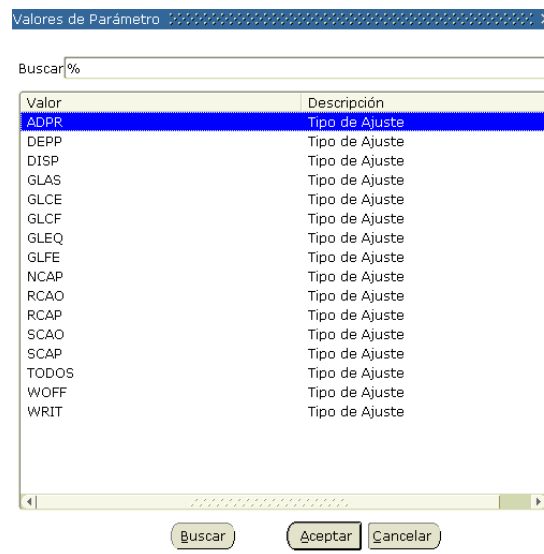 Valores de Parámetro
Buscar %
Valor Descripción
ADPR Tipo de Ajuste
DEPP Tipo de Ajuste
DISP Tipo de Ajuste
GLAS Tipo de Ajuste
GLCE Tipo de Ajuste
GLCF Tipo de Ajuste
GLEQ Tipo de Ajuste
GLFE Tipo de Ajuste
NCAP Tipo de Ajuste
RCAO Tipo de Ajuste
RCAP Tipo de Ajuste
SCAO Tipo de Ajuste
SCAP Tipo de Ajuste
TODOS Tipo de Ajuste
WOFF Tipo de Ajuste
WRIT Tipo de Ajuste
Buscar Aceptar Cancelar